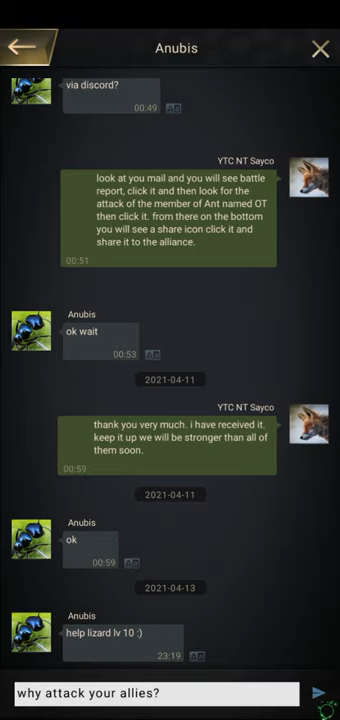 Anubis
via discord?
00:49
YTC NT Sayco
look at you mail and you will see battle
report, click it and then look for the
attack of the member of Ant named OT
then click it. from there on the bottom
you will see a share icon click it and
share it to the alliance.
00:51
Anubis
ok wait
00:53
2021-04-11
YTC NT Sayco
thank you very much. i have received it.
keep it up we will be stronger than all of
them soon.
00:59
2021-04-11
Anubis
ok
00:59
2021-04-13
Anubis
help lizard lv 10 :)
23:19
why attack your allies?